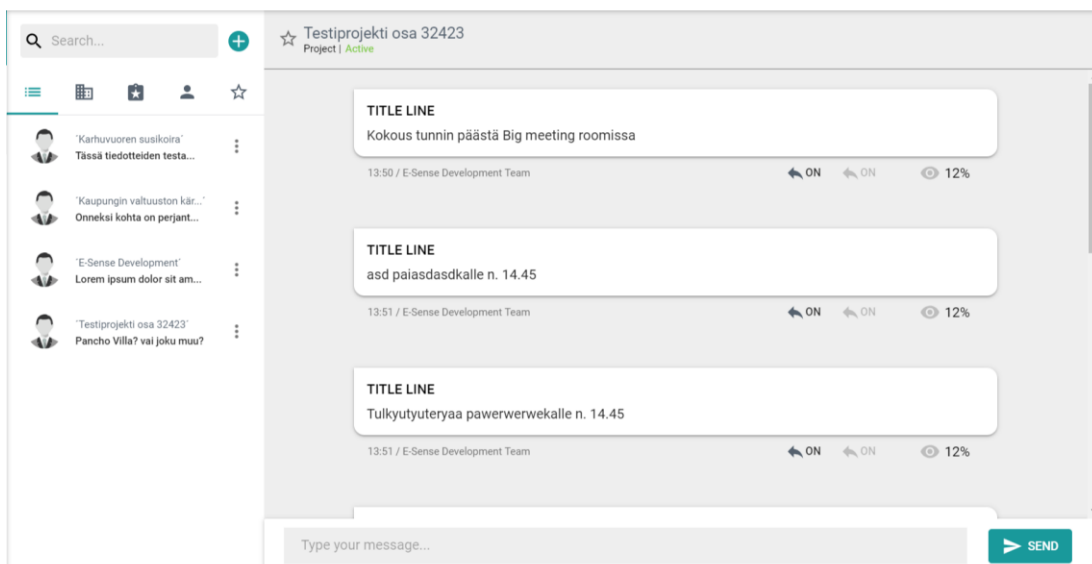 Search...
´Karhuvuoren susikoira´
Tässä tiedotteiden testa...
´Kaupungin valtuuston kär...´
Onneksi kohta on perjant...
´E-Sense Development´
Lorem ipsum dolor sit am...
´Testiprojekti osa 32423´
Pancho Villa? vai joku muu?
Testiprojekti osa 32423
Project | Active
TITLE LINE
Kokous tunnin päästä Big meeting roomissa
13:50 / E-Sense Development Team ON ON 12%
TITLE LINE
asd paiasdasdkalle n. 14.45
13:51 / E-Sense Development Team ON ON 12%
TITLE LINE
Tulkyutyuteryaa pawerwerwekalle n. 14.45
13:51 / E-Sense Development Team ON ON 12%
Type your message...
SEND